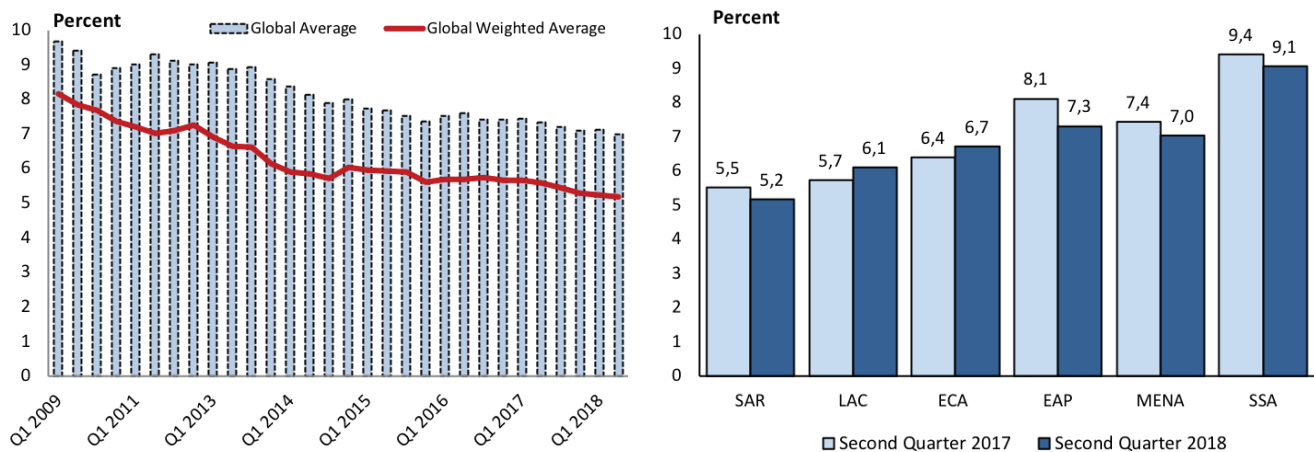 Percent
Global Average
Global Weighted Average
10
9
8
7
6
5
4
3
2
1
0
Q1 2009
Q1 2011
Q1 2013
Q1 2014
Q1 2015
Q1 2016
Q1 2017
Q1 2018
Percent
10
9
8
7
6
5
4
3
2
1
0
5,5
5,2
5,7
6,1
6,4
6,7
8,1
7,3
7,4
7,0
9,4
9,1
SAR
LAC
ECA
EAP
MENA
SSA
Second Quarter 2017
Second Quarter 2018